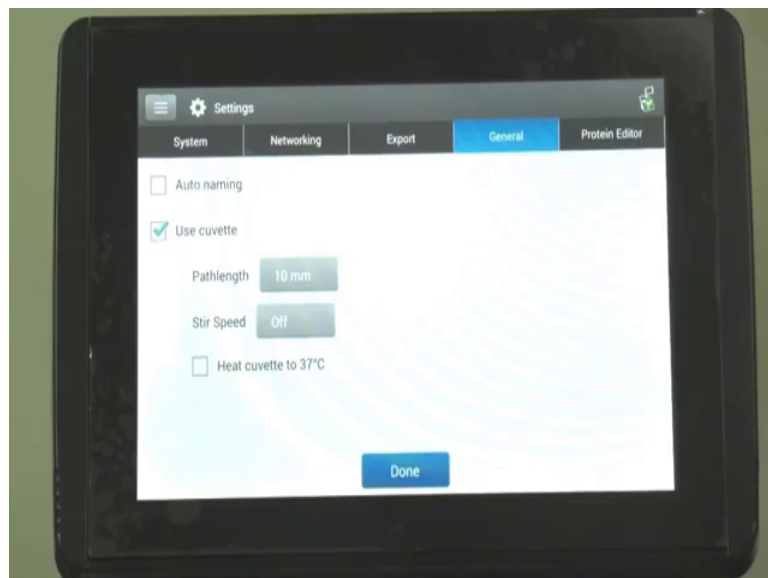 Settings
System Networking Export General Protein Editor
Auto naming
Use cuvette
Pathlength 10 mm
Stir Speed Off
Heat cuvette to 37°C
Done